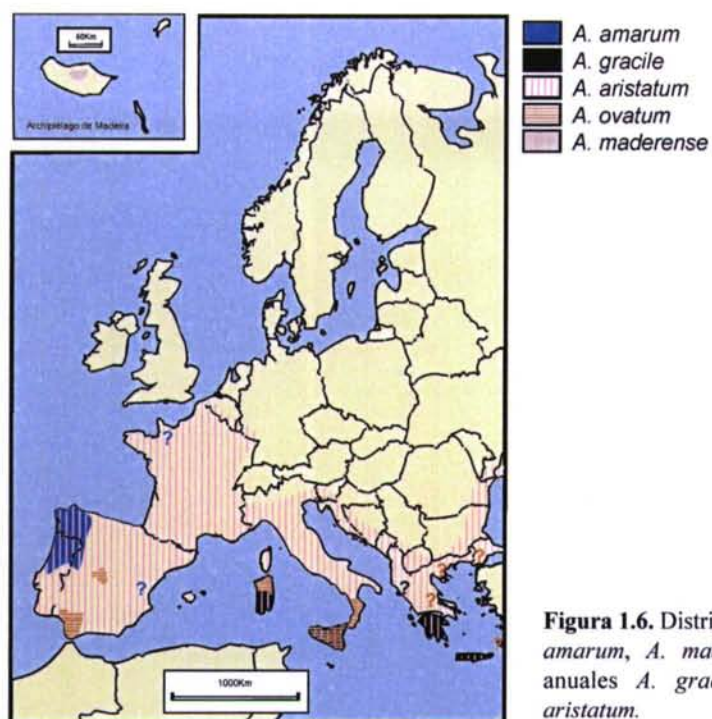 60Km
Archipiélago de Madeira
A. amarum
A. gracile
A. aristatum
A. ovatum
A. maderense
?
?
?
?
?
?
1000Km
Figura 1.6. Distri
amarum, A. ma
anuales A. grac
aristatum.